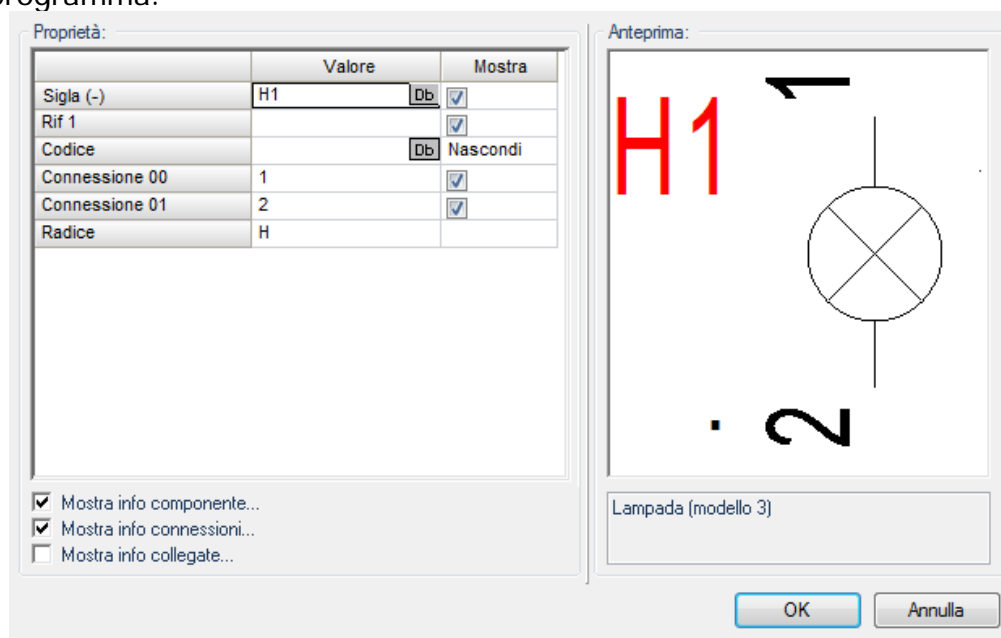 programma.
Proprietà:
Valore Mostra
Sigla (-) H1 Db
Rif 1
Codice Db Nascondi
Connessione 00 1
Connessione 01 2
Radice H
Mostra info componente...
Mostra info connessioni...
Mostra info collegate...
Anteprima:
H1 1
2
Lampada (modello 3)
OK Annulla